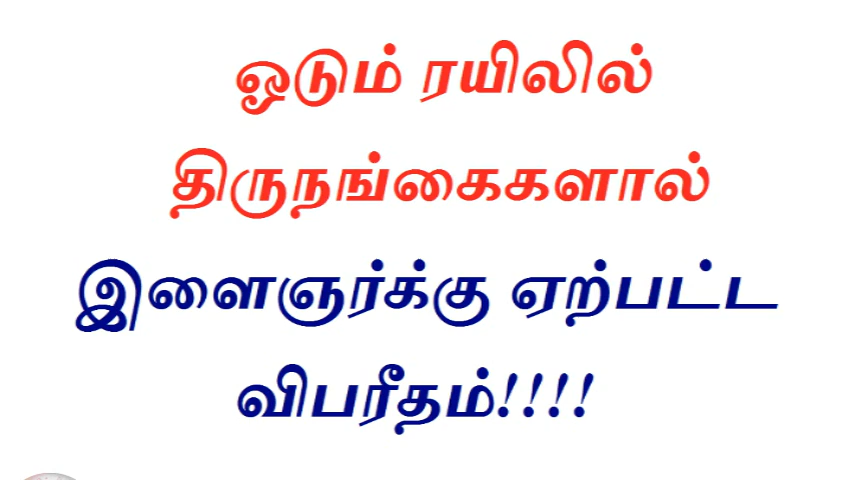 ஓடும் ரயிலில்
திருநங்கைகளால்
இளைஞர்க்கு ஏற்பட்ட
விபரீதம்!!!!